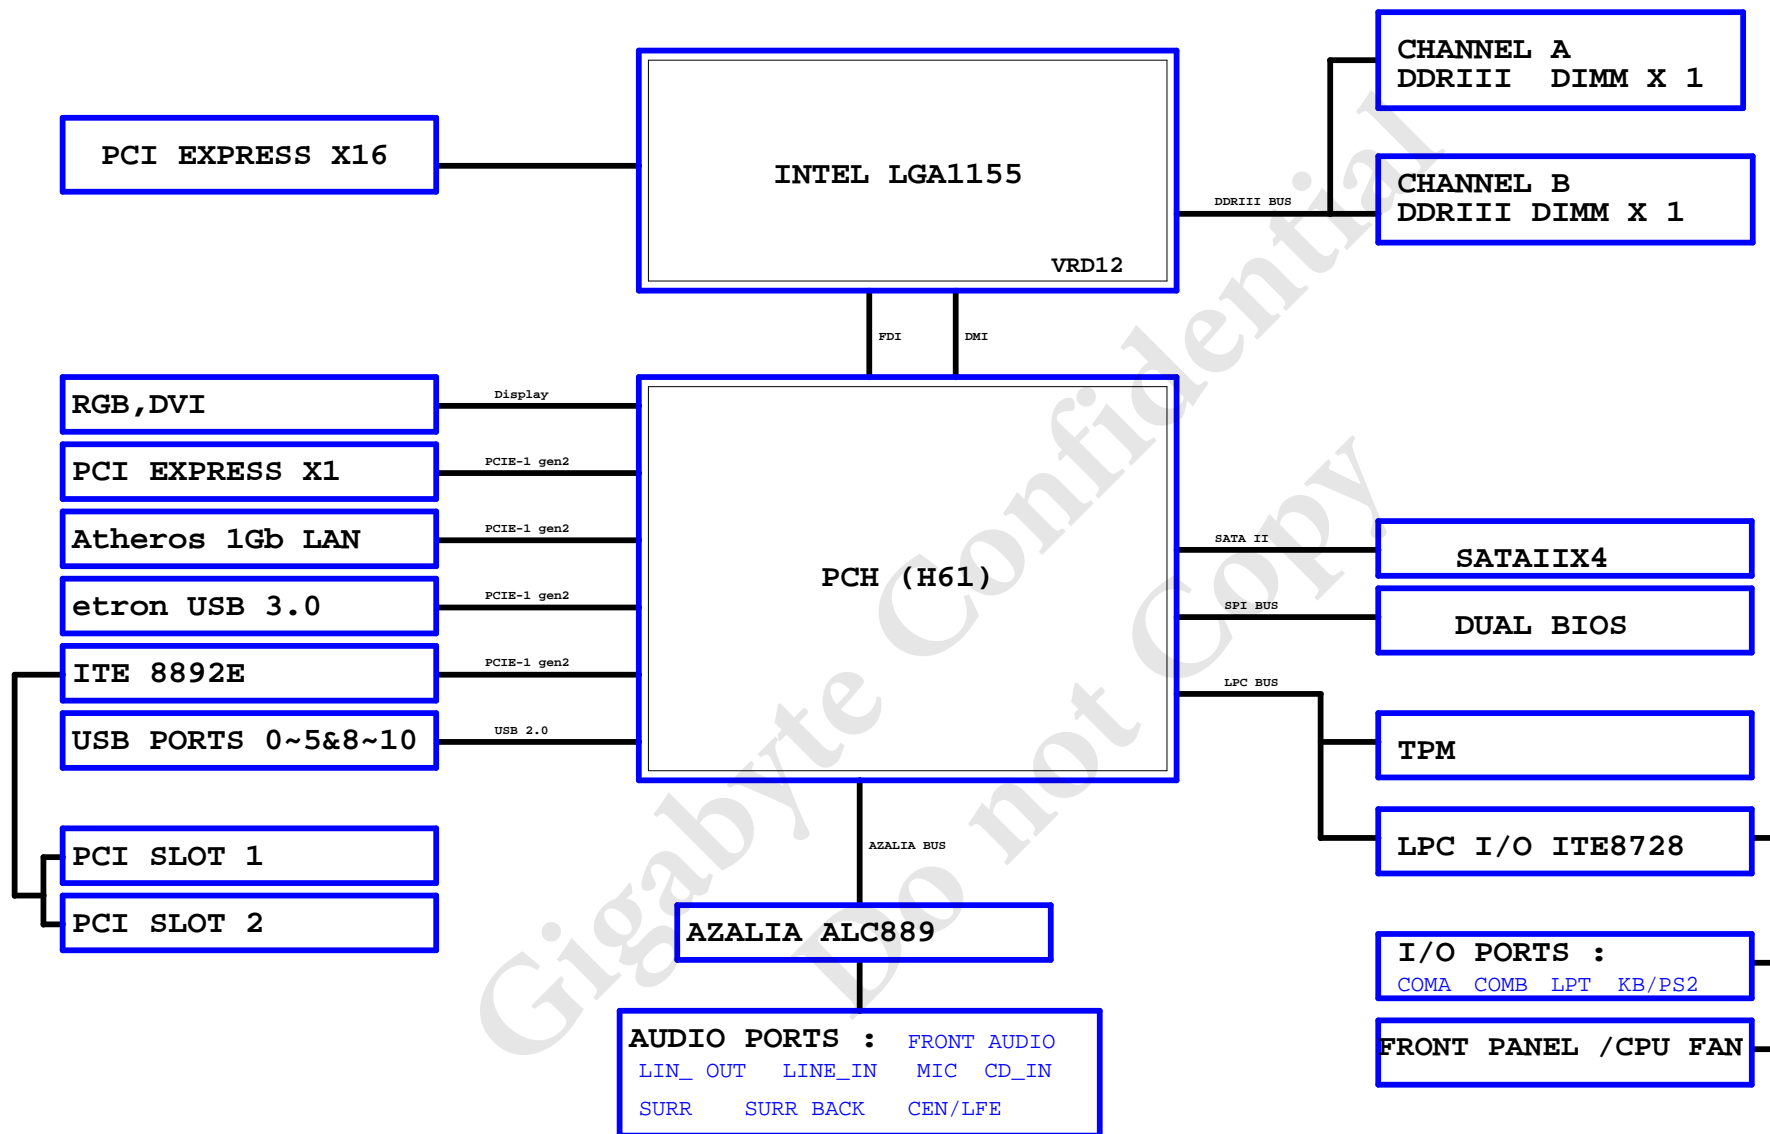 CHANNEL A
DDRIII DIMM X 1
PCI EXPRESS X16
INTEL LGA1155
VRD12
DDRIII BUS
CHANNEL B
DDRIII DIMM X 1
FDI
DMI
RGB,DVI
Display
PCI EXPRESS X1
PCIE-1 gen2
Atheros 1Gb LAN
PCIE-1 gen2
etron USB 3.0
PCIE-1 gen2
ITE 8892E
PCIE-1 gen2
USB PORTS 0~5&8~10
USB 2.0
PCH (H61)
SATA II
SATAIIX4
SPI BUS
DUAL BIOS
LPC BUS
TPM
LPC I/O ITE8728
PCI SLOT 1
PCI SLOT 2
AZALIA BUS
AZALIA ALC889
I/O PORTS :
COMA COMB LPT KB/PS2
FRONT PANEL /CPU FAN
AUDIO PORTS : FRONT AUDIO
LIN_ OUT LINE_IN MIC CD_IN
SURR SURR BACK CEN/LFE
Gigabyte Confidential
Do not Copy